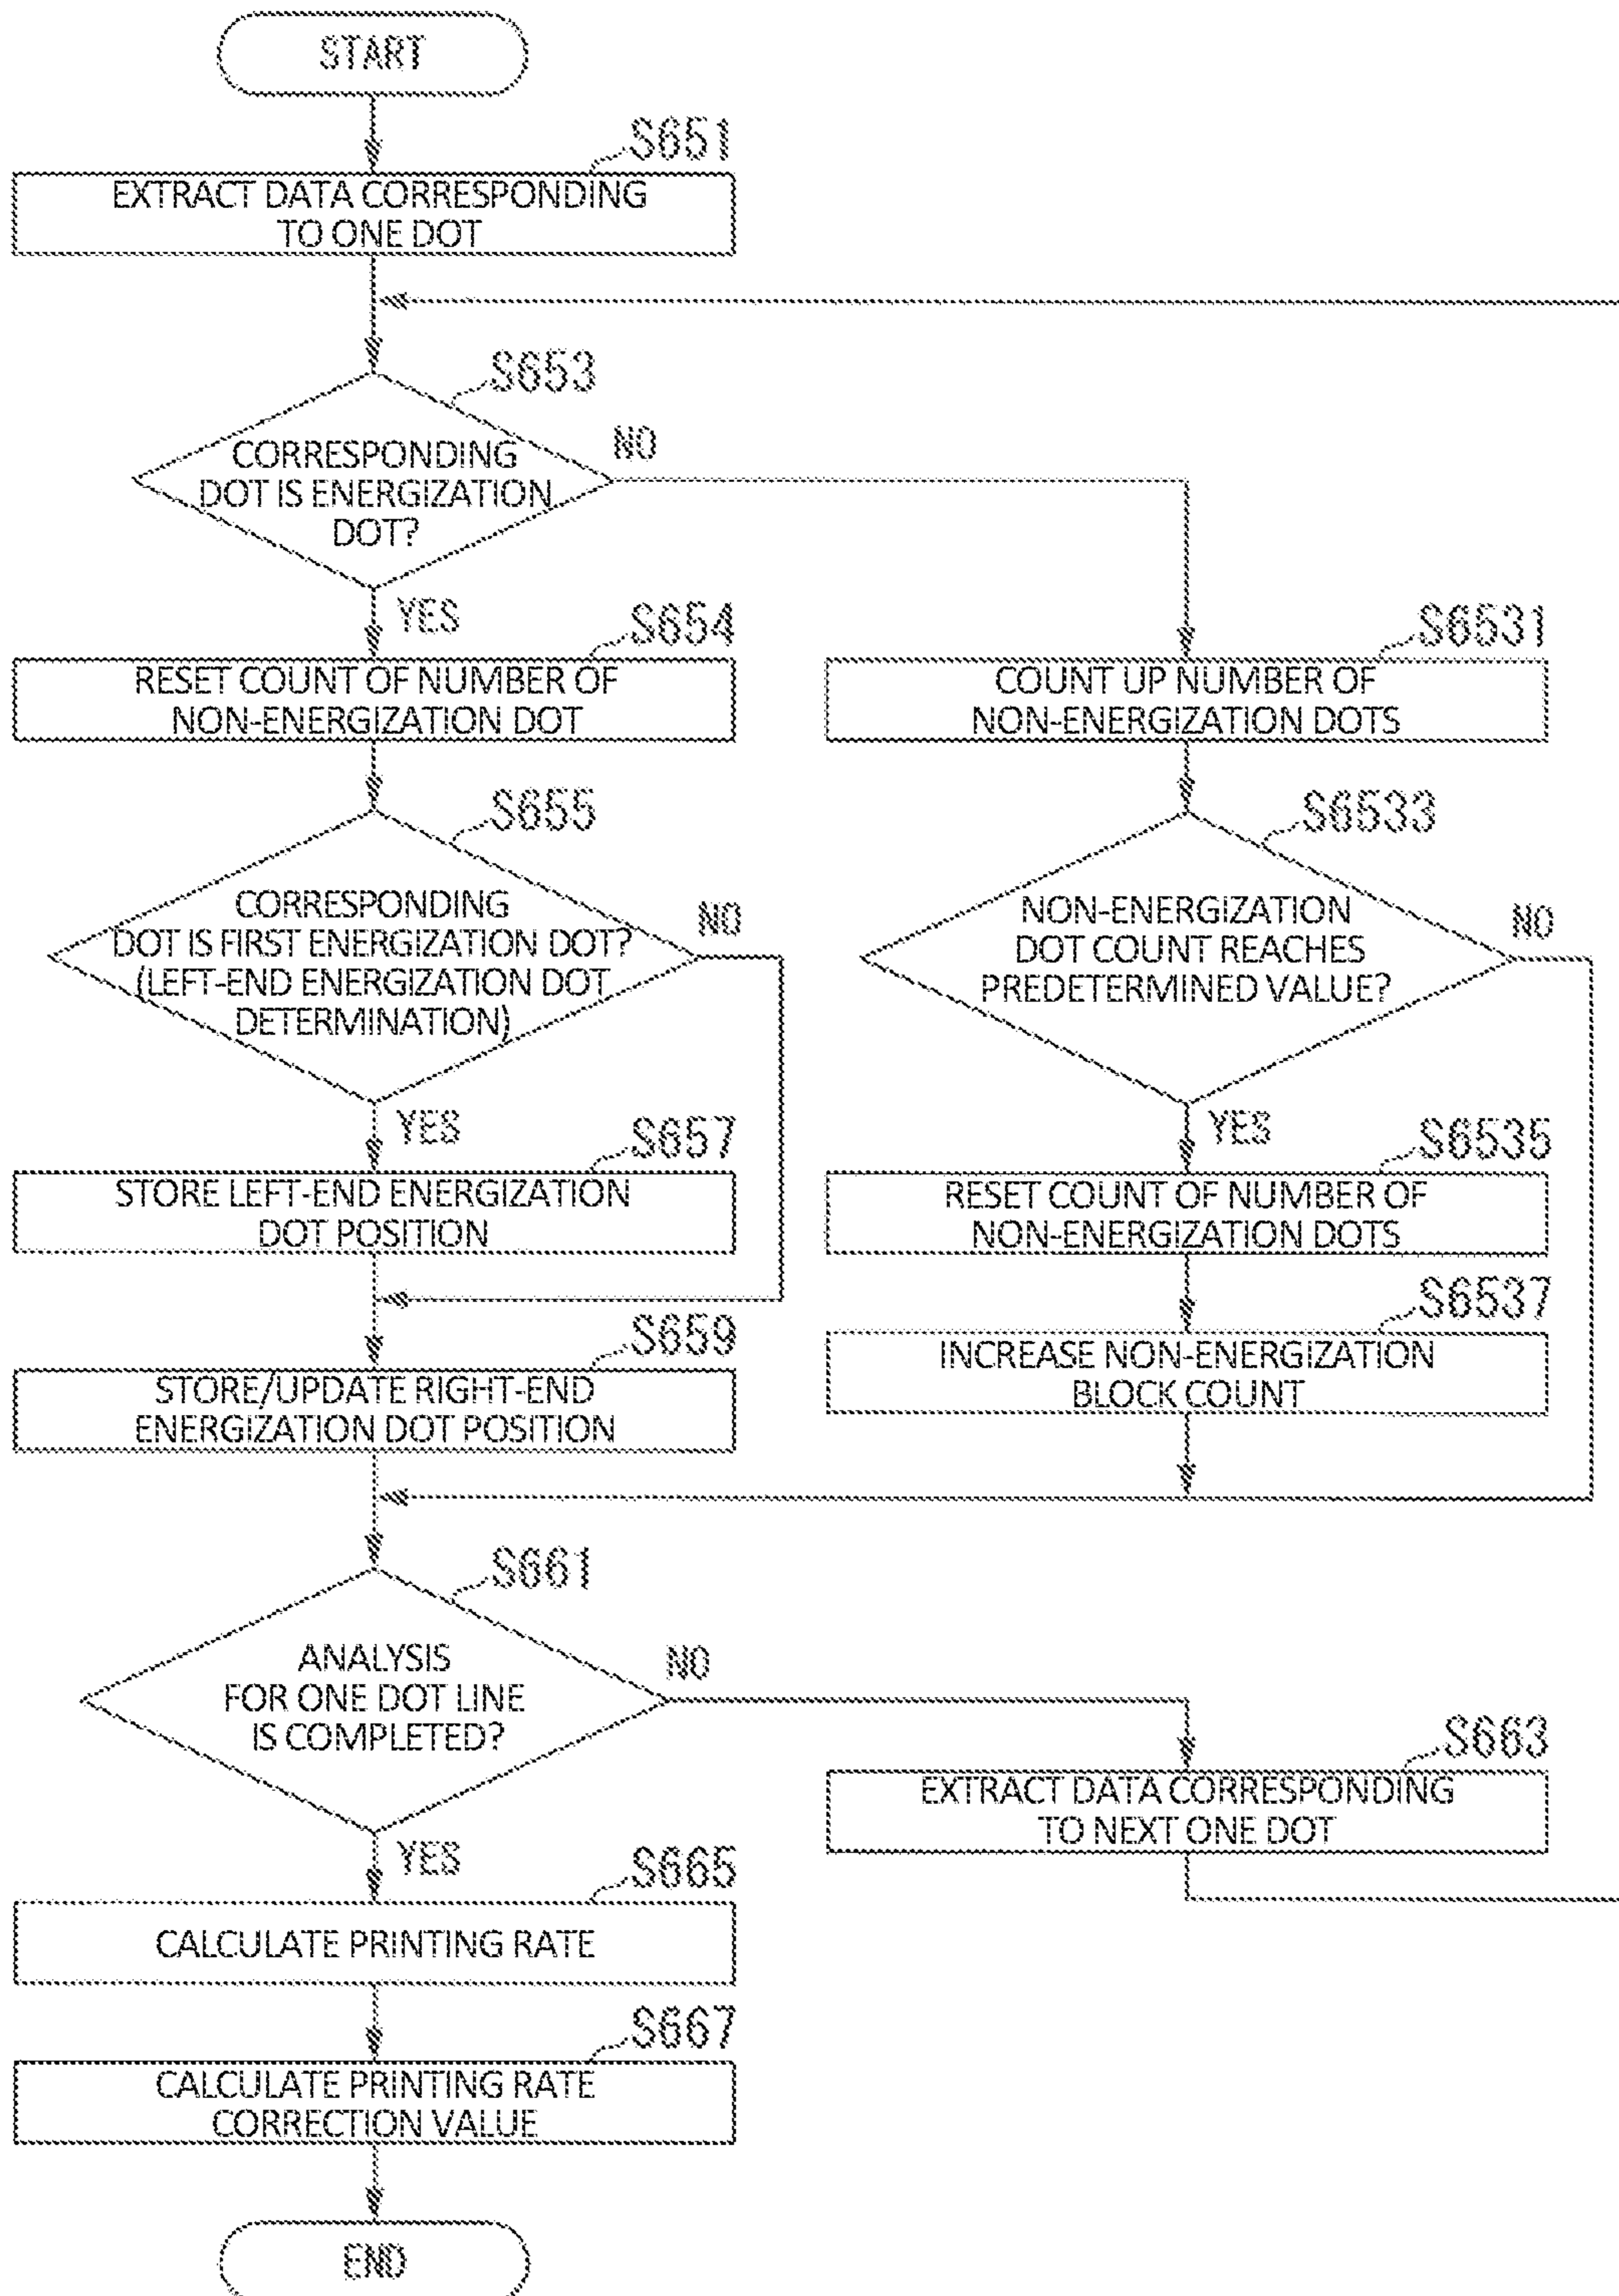 START
S651
EXTRACT DATA CORRESPONDING
TO ONE DOT
S653
CORRESPONDING
DOT IS ENERGIZATION
DOT?
NO
YES
S654
RESET COUNT OF NUMBER OF
NON-ENERGIZATION DOT
S6531
COUNT UP NUMBER OF
NON-ENERGIZATION DOTS
S655
CORRESPONDING
DOT IS FIRST ENERGIZATION DOT?
(LEFT-END ENERGIZATION DOT
DETERMINATION)
NO
S6533
NON-ENERGIZATION
DOT COUNT REACHES
PREDETERMINED VALUE?
NO
YES
S657
STORE LEFT-END ENERGIZATION
DOT POSITION
YES
S6535
RESET COUNT OF NUMBER OF
NON-ENERGIZATION DOTS
S659
STORE/UPDATE RIGHT-END
ENERGIZATION DOT POSITION
S6537
INCREASE NON-ENERGIZATION
BLOCK COUNT
S661
ANALYSIS
FOR ONE DOT LINE
IS COMPLETED?
NO
S663
EXTRACT DATA CORRESPONDING
TO NEXT ONE DOT
YES
S665
CALCULATE PRINTING RATE
S667
CALCULATE PRINTING RATE
CORRECTION VALUE
END